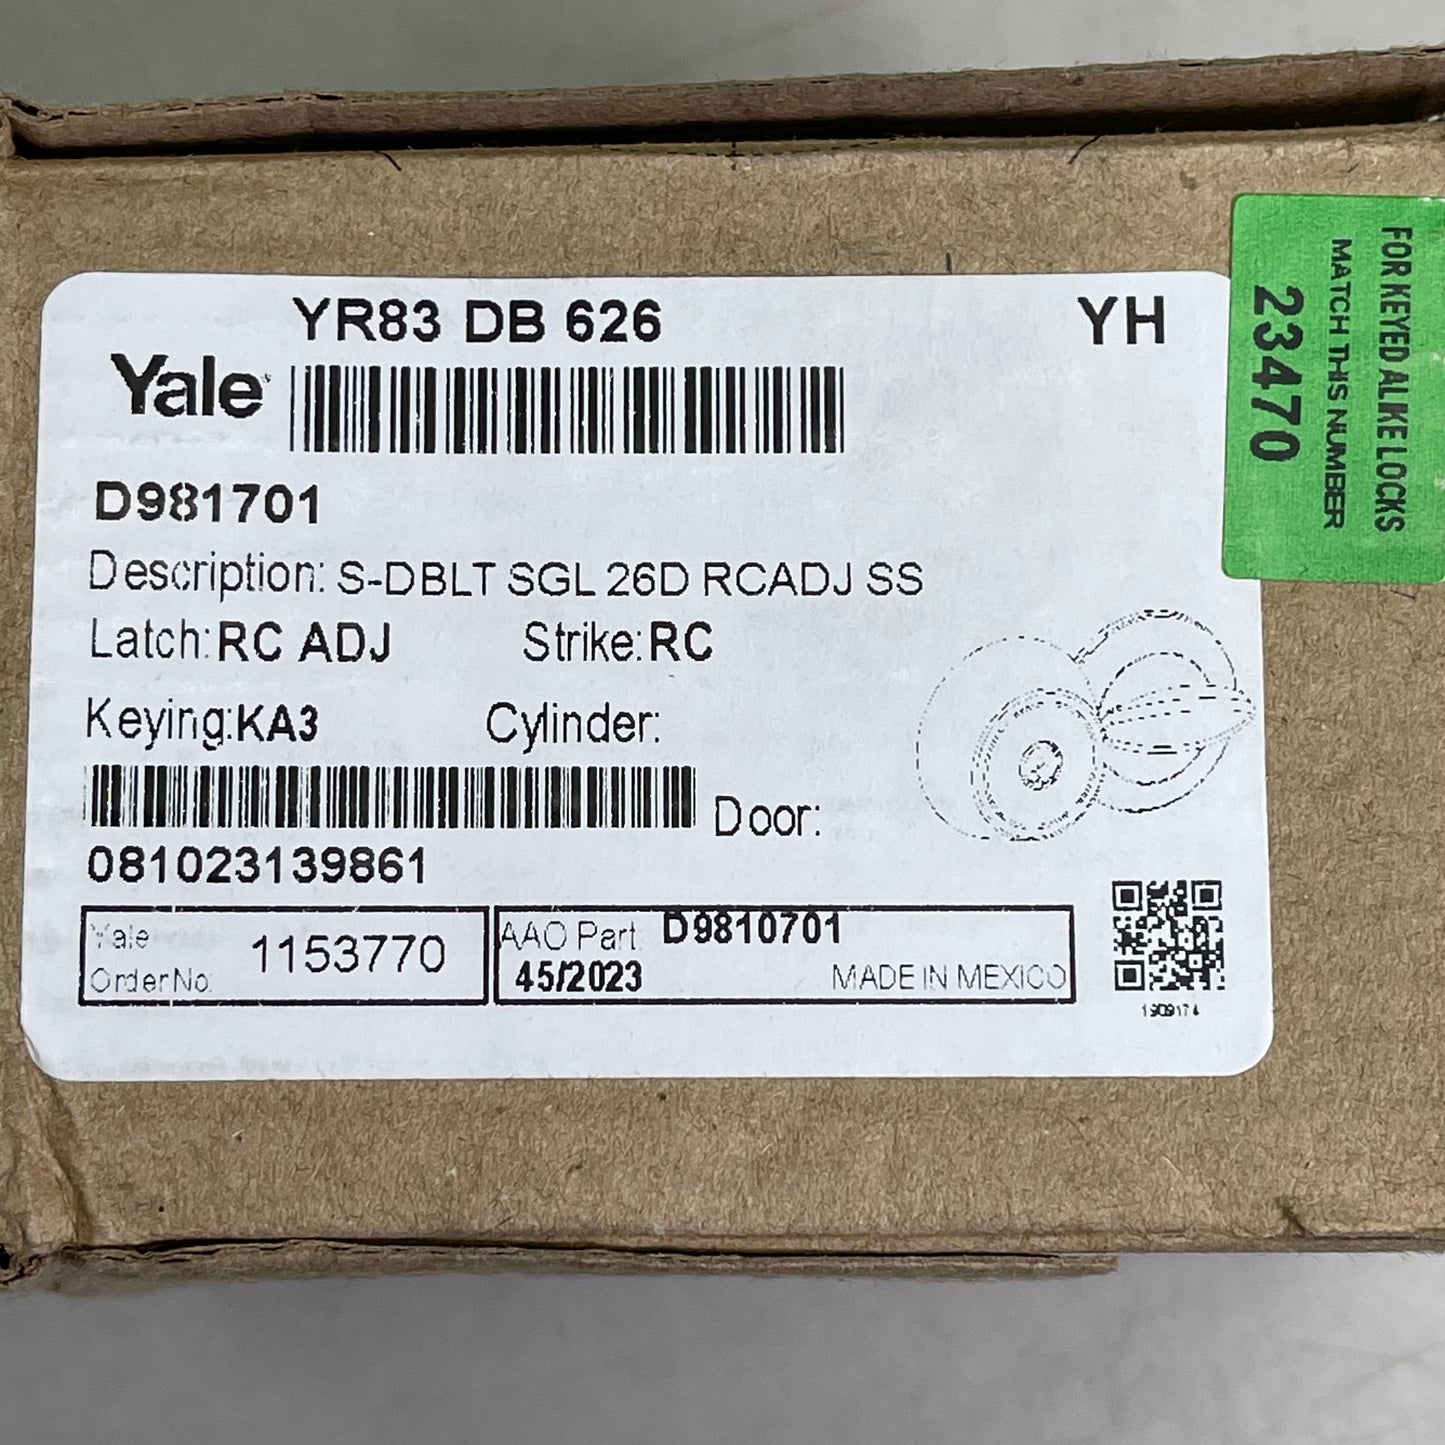 YR83 DB 626
YH
Yale
D981701
Description: S-DBLT SGL 26D RCADJ SS
Latch:RC ADJ Strike:RC
Keying:KA3 Cylinder:
Door:
081023139861
Yale
Order No: 1153770
AAO Part: D9810701
45/2023 MADE IN MEXICO
1909174
FOR KEYED ALIKE LOCKS
MATCH THIS NUMBER
23470